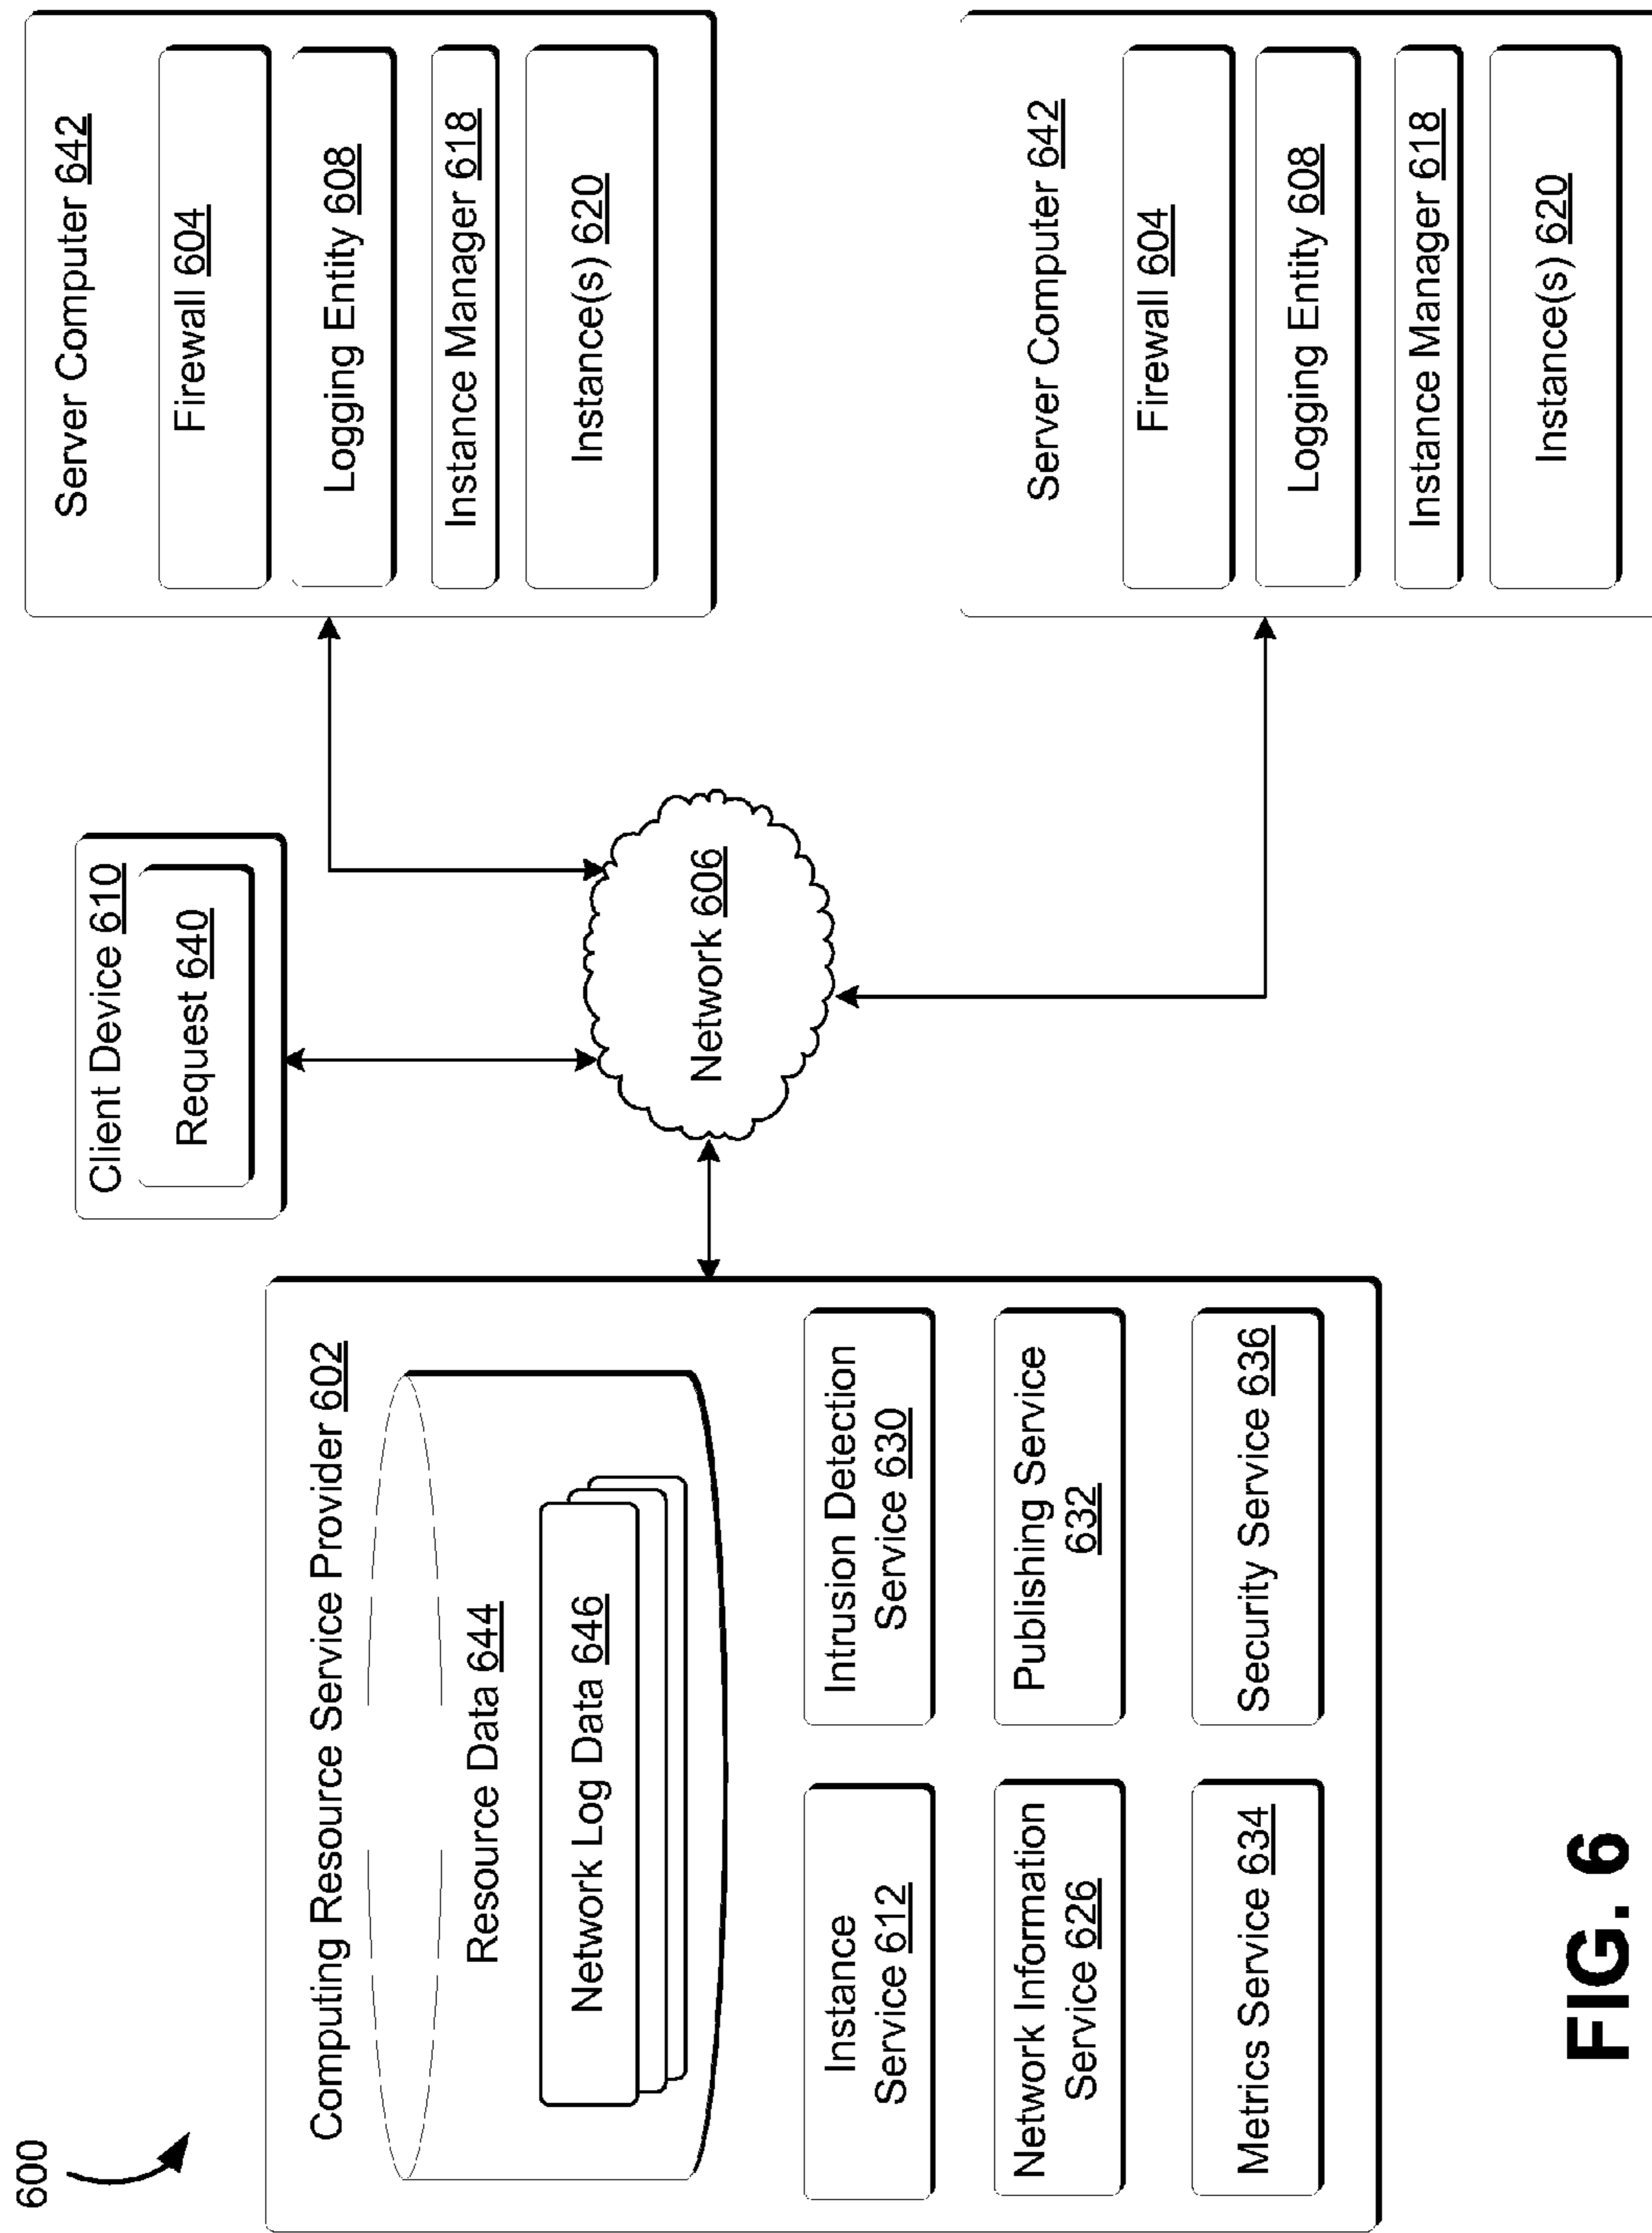 600
Computing Resource Service Provider 602
Resource Data 644
Network Log Data 646
Instance
Service 612
Intrusion Detection
Service 630
Network Information
Service 626
Publishing Service
632
Metrics Service 634
Security Service 636
Client Device 610
Request 640
Network 606
Server Computer 642
Firewall 604
Logging Entity 608
Instance Manager 618
Instance(s) 620
Server Computer 642
Firewall 604
Logging Entity 608
Instance Manager 618
Instance(s) 620
FIG. 6